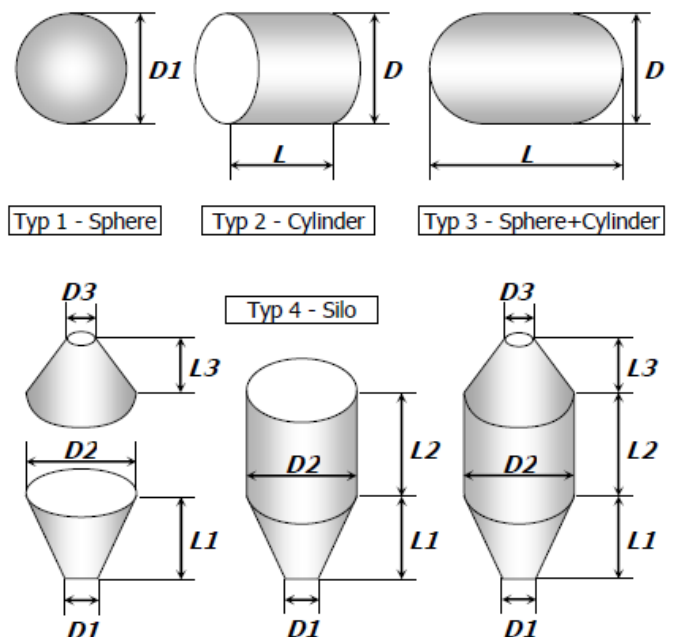 D1
D
D
L
L
Typ 1 - Sphere
Typ 2 - Cylinder
Typ 3 - Sphere+Cylinder
D3
Typ 4 - Silo
D3
L3
L3
D2
D2
L2
D2
L2
L1
L1
L1
D1
D1
D1